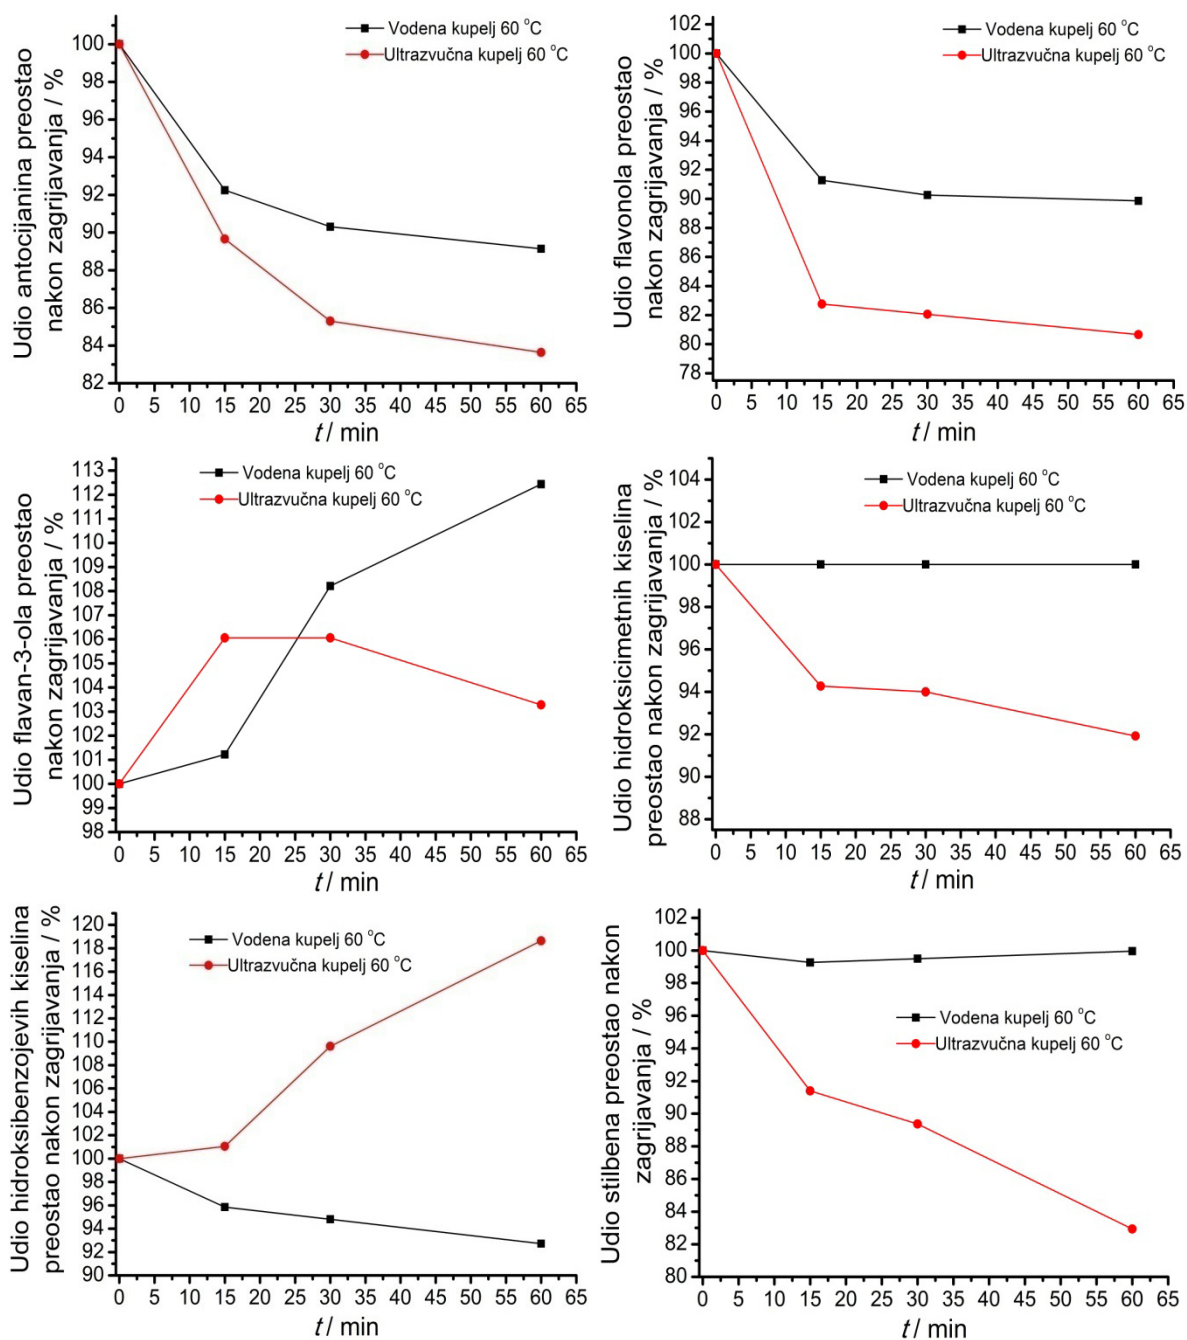 Udio antocijanina preostao
nakon zagrijavanja / %
100
98
96
94
92
90
88
86
84
82
Vodena kupelj 60 °C
Ultrazvučna kupelj 60 °C
0 5 10 15 20 25 30 35 40 45 50 55 60 65
t / min
Udio flavonola preostao
nakon zagrijavanja / %
102
100
98
96
94
92
90
88
86
84
82
80
78
Vodena kupelj 60 °C
Ultrazvučna kupelj 60 °C
0 5 10 15 20 25 30 35 40 45 50 55 60 65
t / min
Udio flavan-3-ola preostao
nakon zagrijavanja / %
113
112
111
109
108
107
106
105
104
103
101
100
99
98
Vodena kupelj 60 °C
Ultrazvučna kupelj 60 °C
0 5 10 15 20 25 30 35 40 45 50 55 60 65
t / min
Udio hidroksicimetnih kiselina
preostao nakon zagrijavanja / %
104
102
100
98
96
94
92
90
88
Vodena kupelj 60 °C
Ultrazvučna kupelj 60 °C
0 5 10 15 20 25 30 35 40 45 50 55 60 65
t / min
Udio hidroksibenzojevih kiselina
preostao nakon zagrijavanja / %
120
118
116
114
112
110
108
106
104
102
100
98
96
94
92
90
Vodena kupelj 60 °C
Ultrazvučna kupelj 60 °C
0 5 10 15 20 25 30 35 40 45 50 55 60 65
t / min
Udio stilbena preostao nakon
zagrijavanja / %
102
100
98
96
94
92
90
88
86
84
82
80
Vodena kupelj 60 °C
Ultrazvučna kupelj 60 °C
0 5 10 15 20 25 30 35 40 45 50 55 60 65
t / min